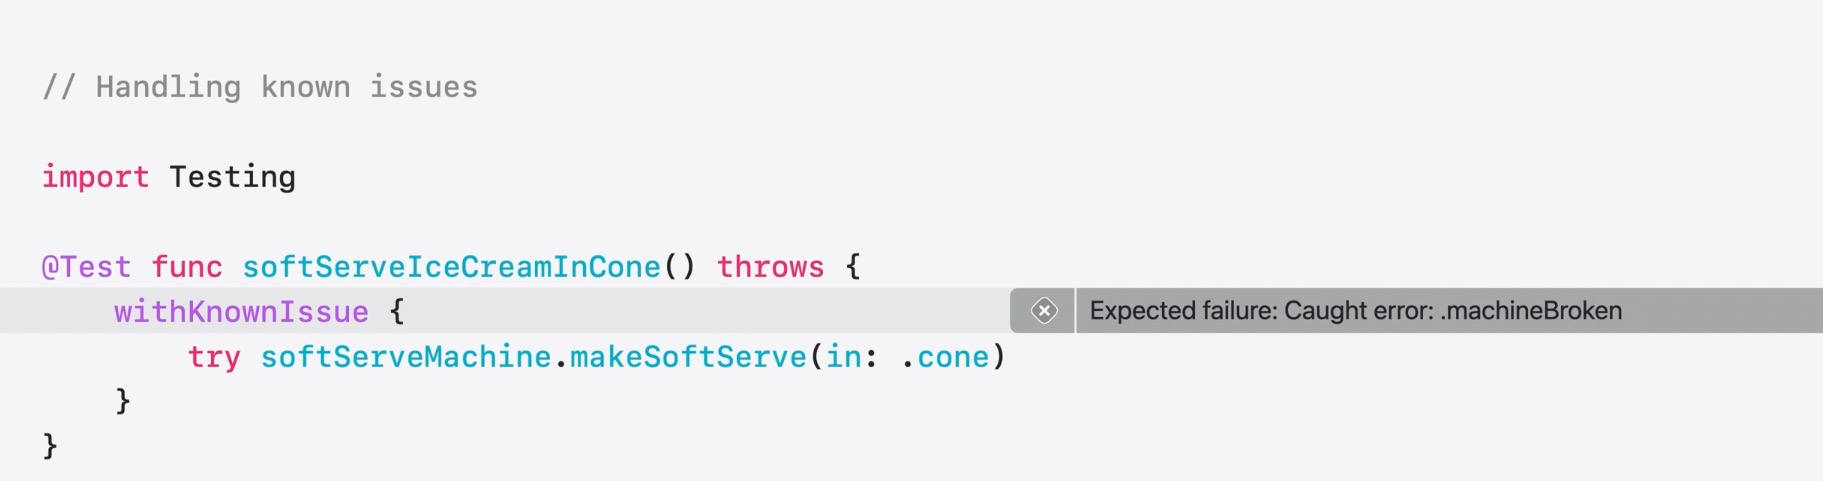 // Handling known issues
import Testing
@Test func softServeIceCreamInCone() throws {
withKnownIssue {
Expected failure: Caught error: .machineBroken
try softServeMachine.makeSoftServe(in: .cone)
}
}